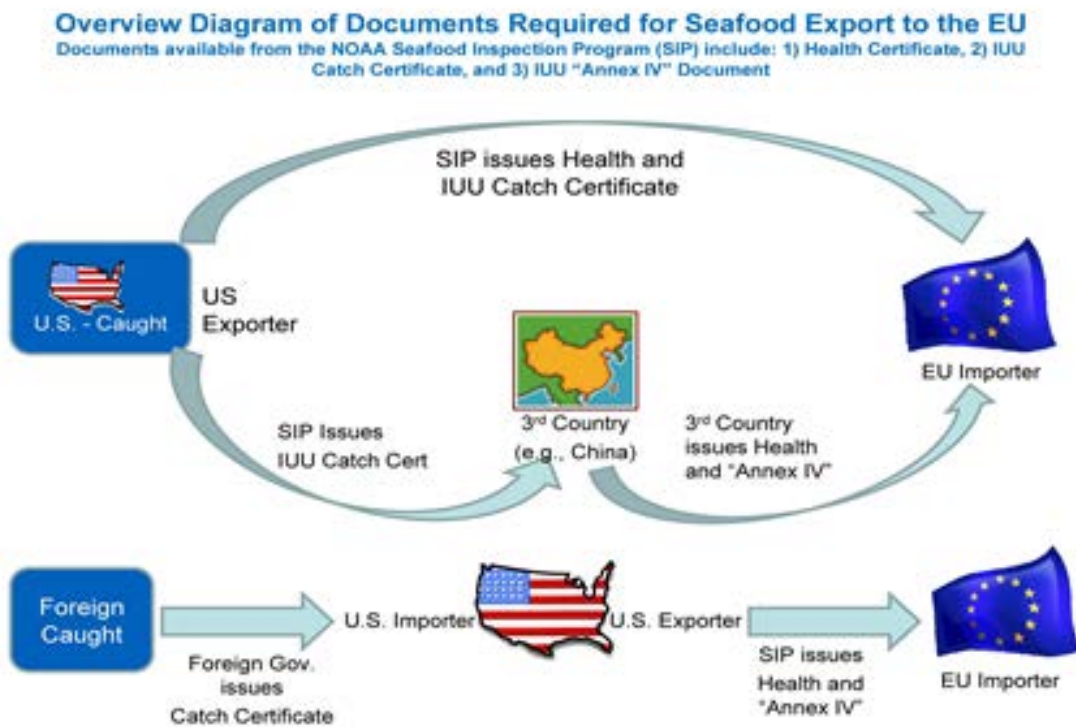 Overview Diagram of Documents Required for Seafood Export to the EU
Documents available from the NOAA Seafood Inspection Program (SIP) include: 1) Health Certificate, 2) IUU
Catch Certificate, and 3) IUU "Annex IV" Document
SIP issues Health and
IUU Catch Certificate
U.S. - Caught
US
Exporter
EU Importer
SIP Issues
IUU Catch Cert
3rd Country
(e.g., China)
3rd Country
issues Health
and "Annex IV"
Foreign
Caught
Foreign Gov.
issues
Catch Certificate
U.S. Importer
U.S. Exporter
SIP issues
Health and
"Annex IV"
EU Importer